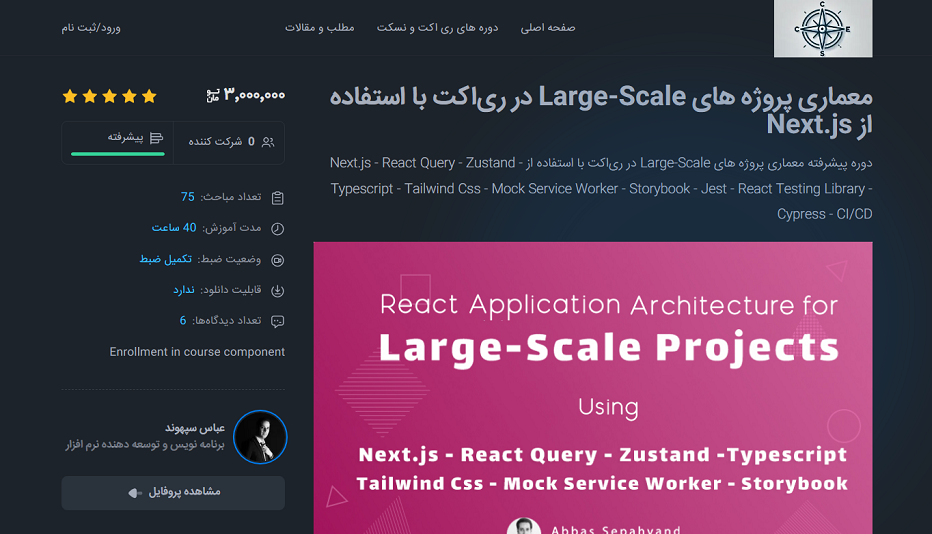 C
C E
S
صفحه اصلی
دوره های ری اکت و نسکت
مطلب و مقالات
ورود/ثبت نام
معماری پروژه های Large-Scale در ری‌اکت با استفاده
از Next.js
دوره پیشرفته معماری پروژه های Large-Scale در ری‌اکت با استفاده از Next.js - React Query - Zustand -
Typescript - Tailwind Css - Mock Service Worker - Storybook - Jest - React Testing Library -
Cypress - CI/CD
React Application Architecture for
Large-Scale Projects
Using
Next.js - React Query - Zustand -Typescript
Tailwind Css - Mock Service Worker - Storybook
Abbas Sepahvand
۳,۰۰۰,۰۰۰ تومان
0 شرکت کننده
پیشرفته
تعداد مباحث: 75
مدت آموزش: 40 ساعت
وضعیت ضبط: تکمیل ضبط
قابلیت دانلود: ندارد
تعداد دیدگاه‌ها: 6
Enrollment in course component
عباس سپهوند
برنامه نویس و توسعه دهنده نرم افزار
مشاهده پروفایل